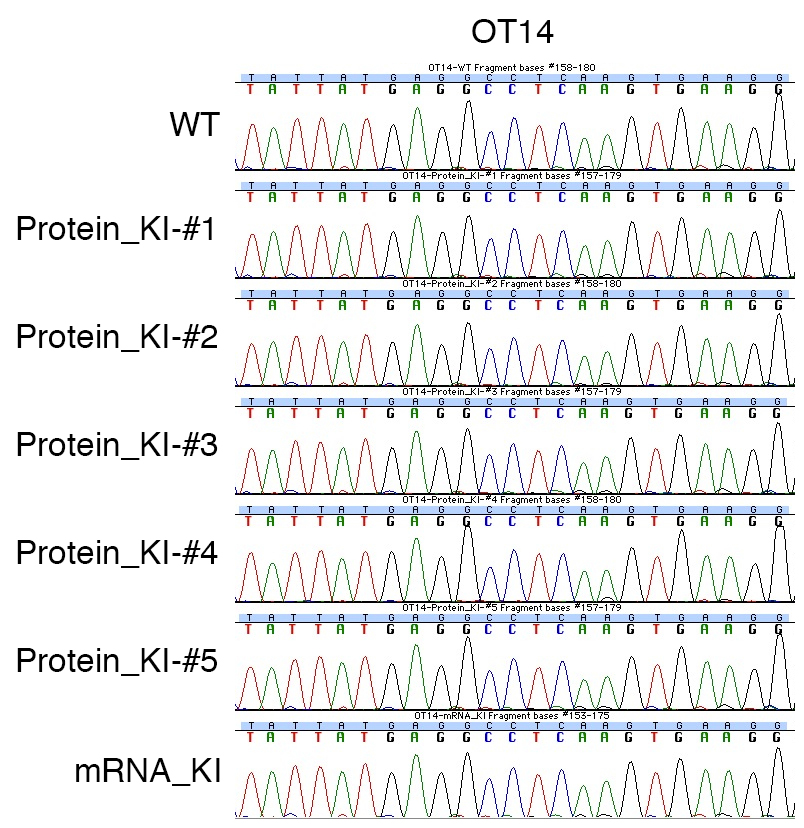 OT14
OT14-WT Fragment bases #158-180
T A T T A T G A G G C C T C A A G T G A A G G
T A T T A T G A G G C C T C A A G T G A A G G
WT
OT14-Protein_KI-#1 Fragment bases #157-179
T A T T A T G A G G C C T C A A G T G A A G G
T A T T A T G A G G C C T C A A G T G A A G G
Protein_KI-#1
OT14-Protein_KI-#2 Fragment bases #158-180
T A T T A T G A G G C C T C A A G T G A A G G
T A T T A T G A G G C C T C A A G T G A A G G
Protein_KI-#2
OT14-Protein_KI-#3 Fragment bases #157-179
T A T T A T G A G G C C T C A A G T G A A G G
T A T T A T G A G G C C T C A A G T G A A G G
Protein_KI-#3
OT14-Protein_KI-#4 Fragment bases #158-180
T A T T A T G A G G C C T C A A G T G A A G G
T A T T A T G A G G C C T C A A G T G A A G G
Protein_KI-#4
OT14-Protein_KI-#5 Fragment bases #157-179
T A T T A T G A G G C C T C A A G T G A A G G
T A T T A T G A G G C C T C A A G T G A A G G
Protein_KI-#5
OT14-mRNA_KI Fragment bases #153-175
T A T T A T G A G G C C T C A A G T G A A G G
T A T T A T G A G G C C T C A A G T G A A G G
mRNA_KI